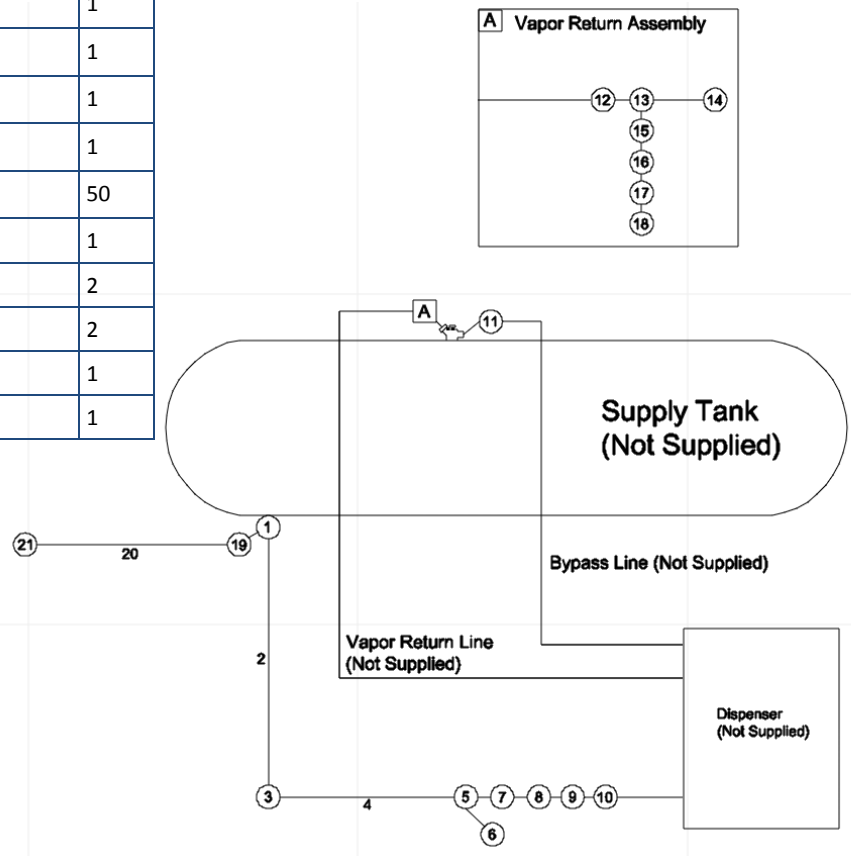 1
1
1
1
50
1
2
2
1
1
A Vapor Return Assembly
12 13 14
15
16
17
18
A
11
Supply Tank
(Not Supplied)
1
21 20 19
Bypass Line (Not Supplied)
2
Vapor Return Line
(Not Supplied)
Dispenser
(Not Supplied)
3 4 5 7 8 9 10
6